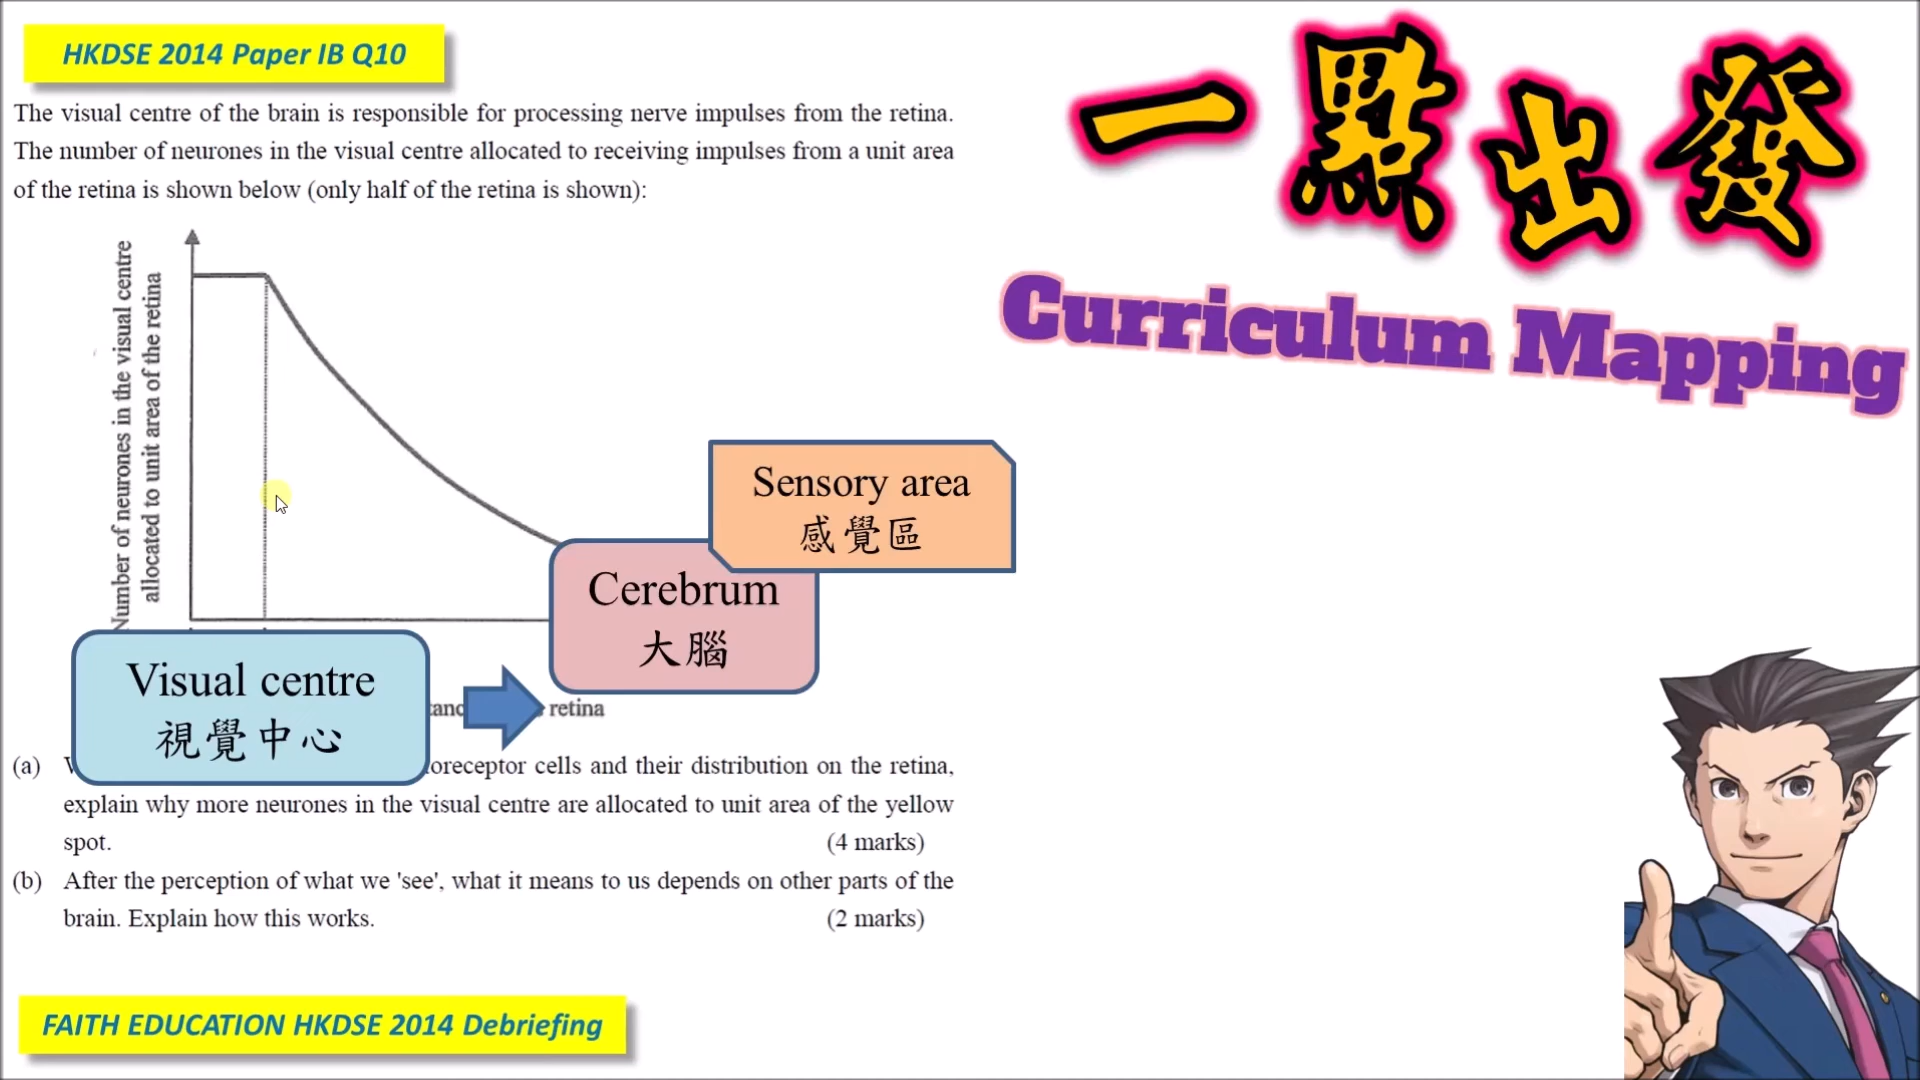 HKDSE 2014 Paper IB Q10
一點出發
Curriculum Mapping
The visual centre of the brain is responsible for processing nerve impulses from the retina.
The number of neurones in the visual centre allocated to receiving impulses from a unit area
of the retina is shown below (only half of the retina is shown):
Number of neurones in the visual centre
allocated to unit area of the retina
Sensory area
感覺區
Cerebrum
大腦
Visual centre
視覺中心
retina
(a) cells and their distribution on the retina,
explain why more neurones in the visual centre are allocated to unit area of the yellow
spot. (4 marks)
(b) After the perception of what we 'see', what it means to us depends on other parts of the
brain. Explain how this works. (2 marks)
FAITH EDUCATION HKDSE 2014 Debriefing